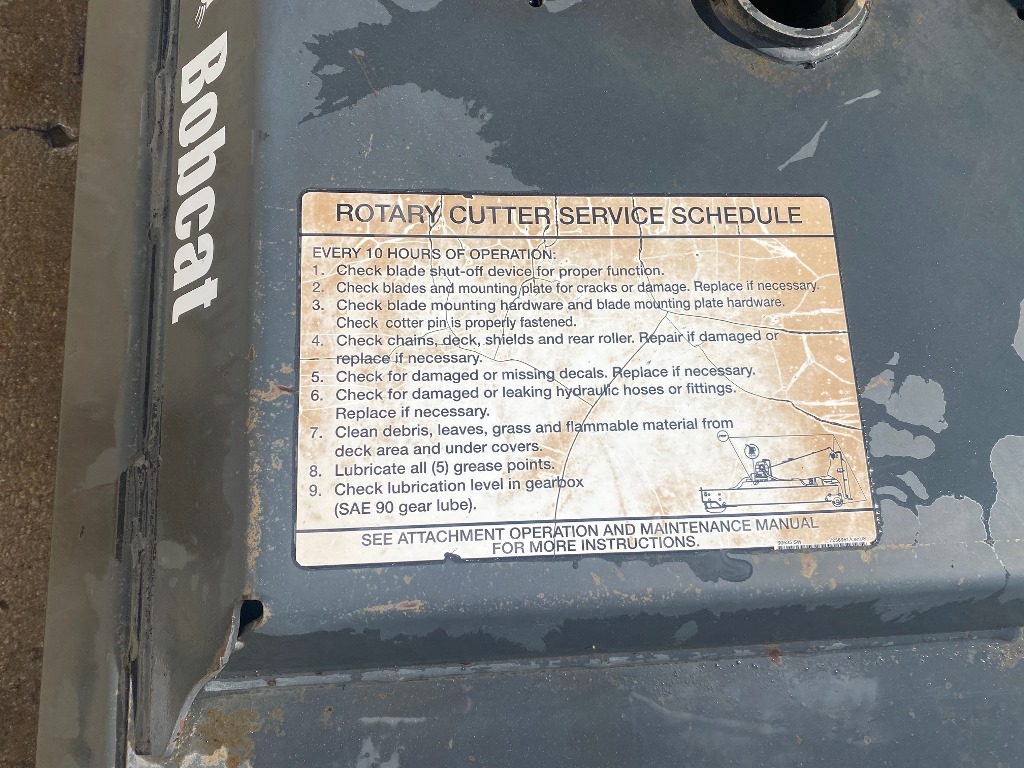 Bobcat
ROTARY CUTTER SERVICE SCHEDULE
EVERY 10 HOURS OF OPERATION:
1. Check blade shut-off device for proper function.
2. Check blades and mounting plate for cracks or damage. Replace if necessary.
3. Check blade mounting hardware and blade mounting plate hardware.
Check cotter pin is properly fastened.
4. Check chains, deck, shields and rear roller. Repair if damaged or
replace if necessary.
5. Check for damaged or missing decals. Replace if necessary.
6. Check for damaged or leaking hydraulic hoses or fittings.
Replace if necessary.
7. Clean debris, leaves, grass and flammable material from
deck area and under covers.
8. Lubricate all (5) grease points.
9. Check lubrication level in gearbox
(SAE 90 gear lube).
SEE ATTACHMENT OPERATION AND MAINTENANCE MANUAL
FOR MORE INSTRUCTIONS.